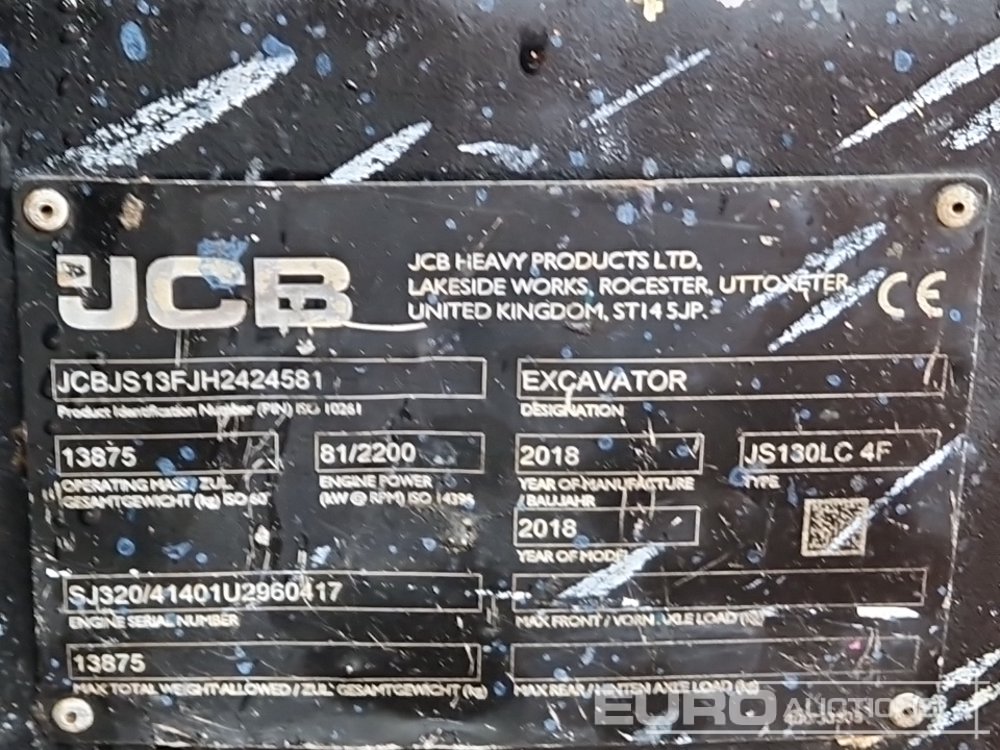 JCB
JCB HEAVY PRODUCTS LTD,
LAKESIDE WORKS, ROCESTER, UTTOXETER,
UNITED KINGDOM, ST14 5JP.
CE
JCBJS13FJH2424581
Product Identification Number (PIN) ISO 10261
EXCAVATOR
DESIGNATION
13875
OPERATING MASS / ZUL.
GESAMTGEWICHT (kg) ISO 60
81/2200
ENGINE POWER
(kW @ RPM) ISO 14396
2018
YEAR OF MANUFACTURE
/ BAUJAHR
JS130LC 4F
TYPE
2018
YEAR OF MODEL
SJ320/41401U2960417
ENGINE SERIAL NUMBER
MAX FRONT / VORN. AXLE LOAD (kg)
13875
MAX TOTAL WEIGHT ALLOWED / ZUL. GESAMTGEWICHT (kg)
MAX REAR / HINTEN AXLE LOAD (kg)
EURO AUCTIONS